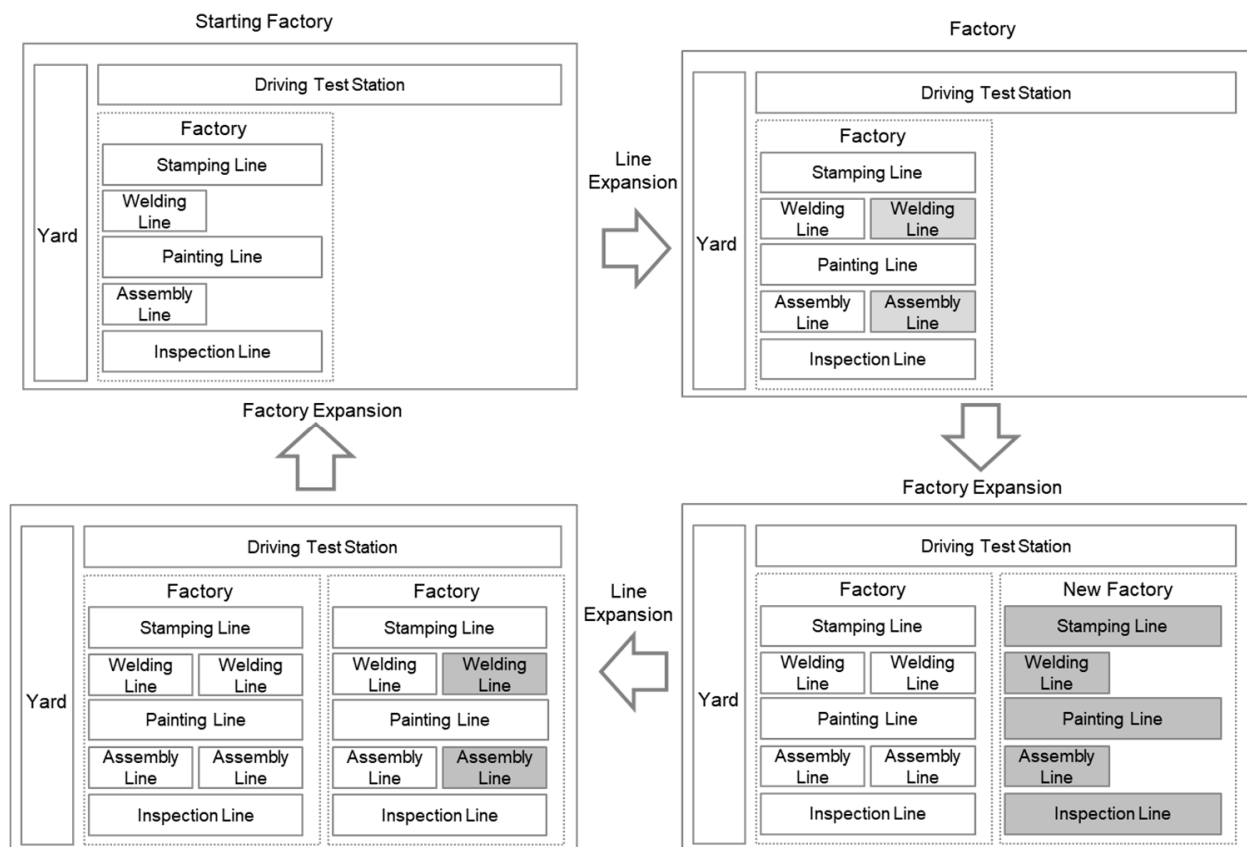 Starting Factory
Driving Test Station
Yard
Factory
Stamping Line
Welding
Line
Painting Line
Assembly
Line
Inspection Line
Line
Expansion
Factory
Driving Test Station
Yard
Factory
Stamping Line
Welding
Line
Welding
Line
Painting Line
Assembly
Line
Assembly
Line
Inspection Line
Factory Expansion
Driving Test Station
Yard
Factory
Stamping Line
Welding
Line
Welding
Line
Painting Line
Assembly
Line
Assembly
Line
Inspection Line
New Factory
Stamping Line
Welding
Line
Painting Line
Assembly
Line
Inspection Line
Line
Expansion
Driving Test Station
Yard
Factory
Stamping Line
Welding
Line
Welding
Line
Painting Line
Assembly
Line
Assembly
Line
Inspection Line
Factory
Stamping Line
Welding
Line
Welding
Line
Painting Line
Assembly
Line
Assembly
Line
Inspection Line
Factory Expansion